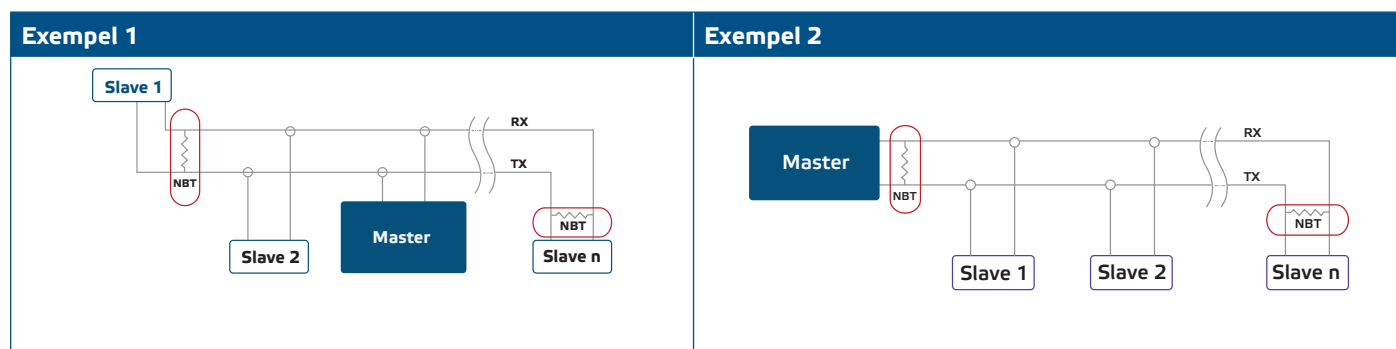 Exempel 1
Slave 1
RX
TX
NBT
NBT
Master
Slave 2
Slave n
Exempel 2
RX
Master
TX
NBT
NBT
Slave 1
Slave 2
Slave n